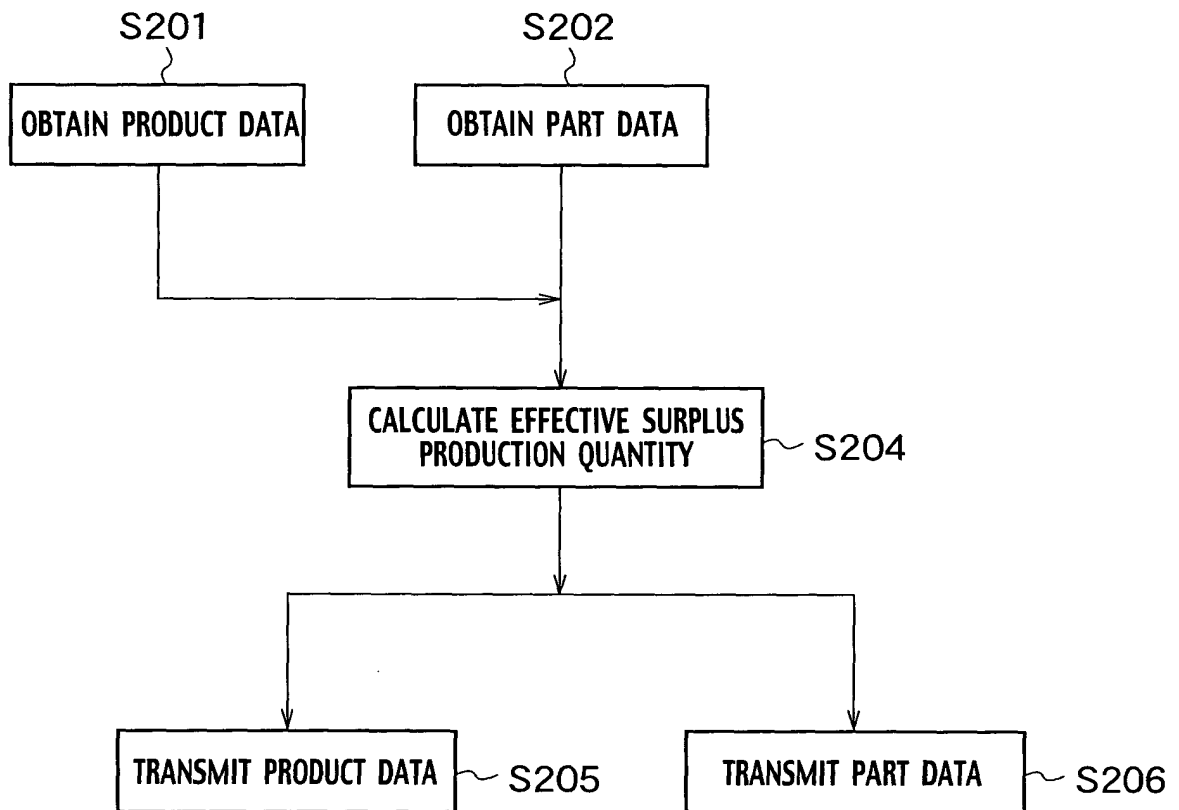 S201
S202
OBTAIN PRODUCT DATA
OBTAIN PART DATA
CALCULATE EFFECTIVE SURPLUS
PRODUCTION QUANTITY
S204
TRANSMIT PRODUCT DATA
S205
TRANSMIT PART DATA
S206